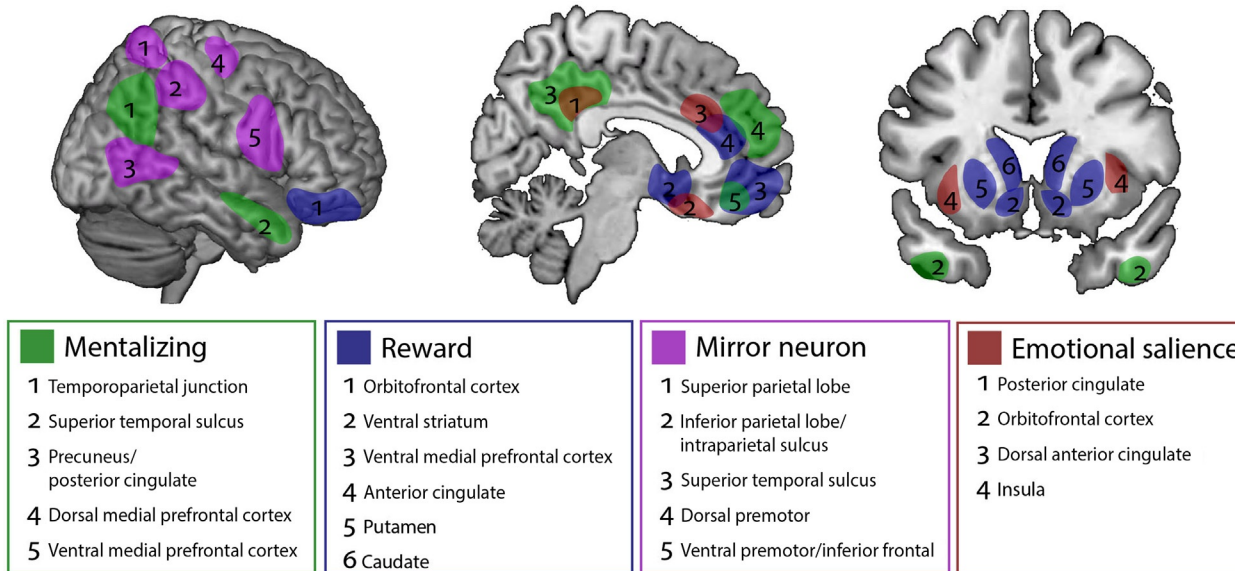 1
4
2
1
5
3
2
1
3
1
3
4
4
2
2
5
3
6
6
5
5
4
4
2
2
2
2
Mentalizing
1 Temporoparietal junction
2 Superior temporal sulcus
3 Precuneus/
posterior cingulate
4 Dorsal medial prefrontal cortex
5 Ventral medial prefrontal cortex
Reward
1 Orbitofrontal cortex
2 Ventral striatum
3 Ventral medial prefrontal cortex
4 Anterior cingulate
5 Putamen
6 Caudate
Mirror neuron
1 Superior parietal lobe
2 Inferior parietal lobe/
intraparietal sulcus
3 Superior temporal sulcus
4 Dorsal premotor
5 Ventral premotor/inferior frontal
Emotional salience
1 Posterior cingulate
2 Orbitofrontal cortex
3 Dorsal anterior cingulate
4 Insula